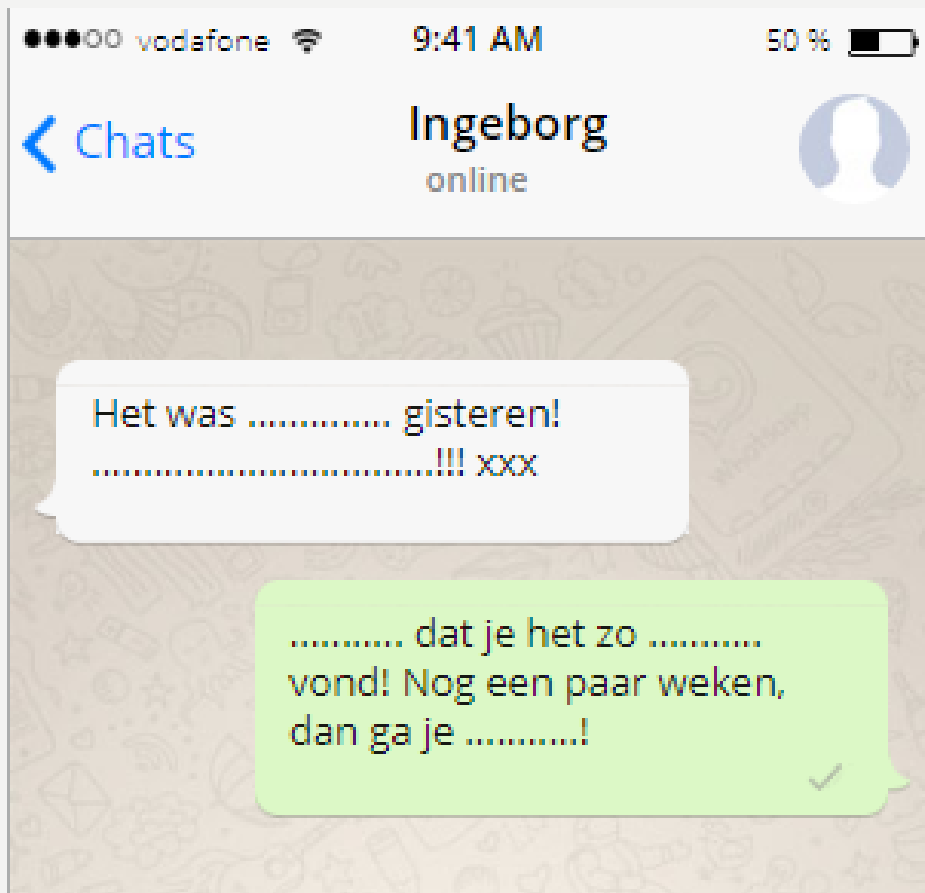 vodafone 9:41 AM 50 %
Chats Ingeborg
online
Het was .............. gisteren!
.................................!!! xxx
........... dat je het zo ...........
vond! Nog een paar weken,
dan ga je ...........!